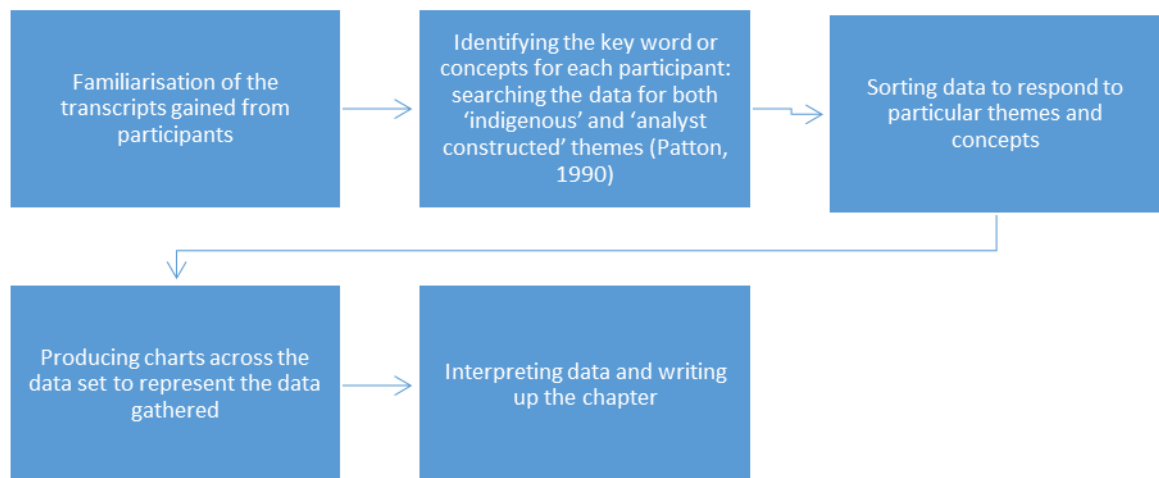 Familiarisation of the
transcripts gained from
participants
Identifying the key word or
concepts for each participant:
searching the data for both
‘indigenous’ and ‘analyst
constructed’ themes (Patton,
1990)
Sorting data to respond to
particular themes and
concepts
Producing charts across the
data set to represent the data
gathered
Interpreting data and writing
up the chapter